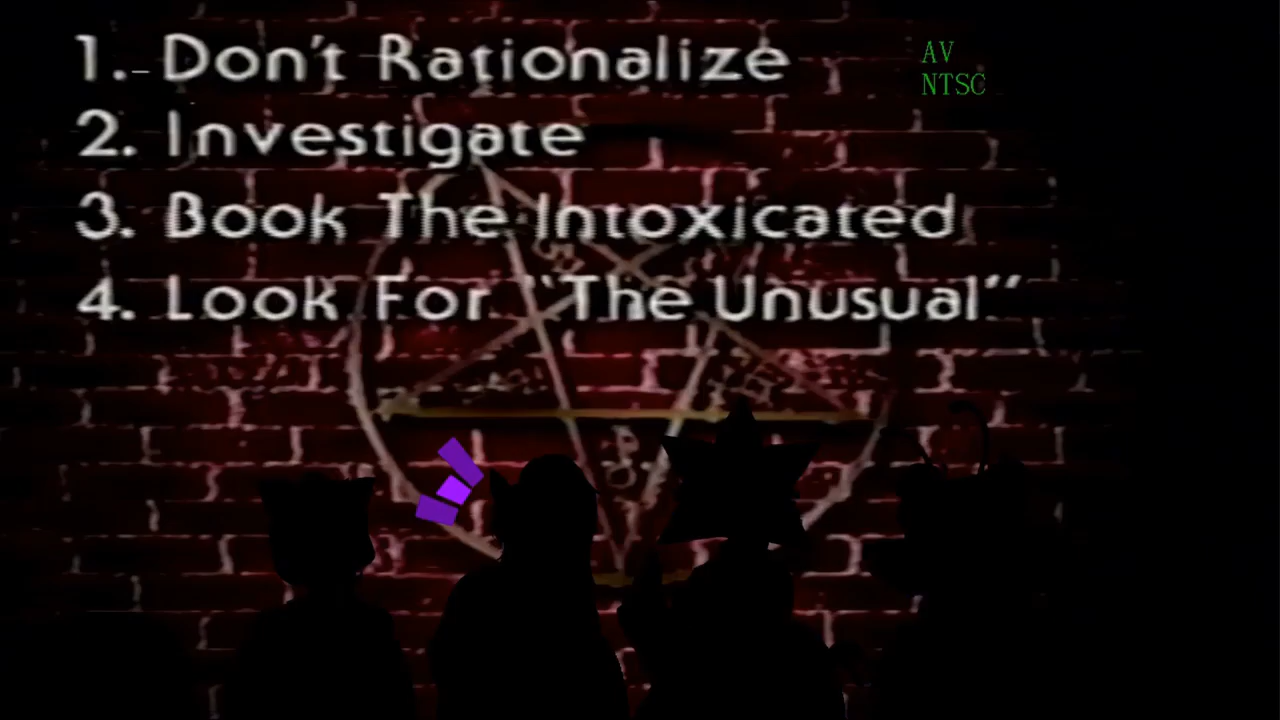 1. Don't Rationalize
AV
NTSC
2. Investigate
3. Book The Intoxicated
4. Look For "The Unusual"